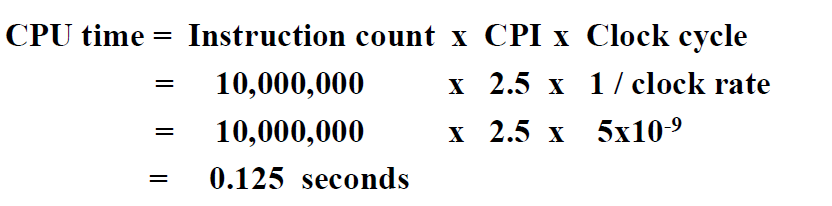 CPU time = Instruction count x CPI x Clock cycle
= 10,000,000 x 2.5 x 1 / clock rate
= 10,000,000 x 2.5 x 5x10⁻⁹
= 0.125 seconds